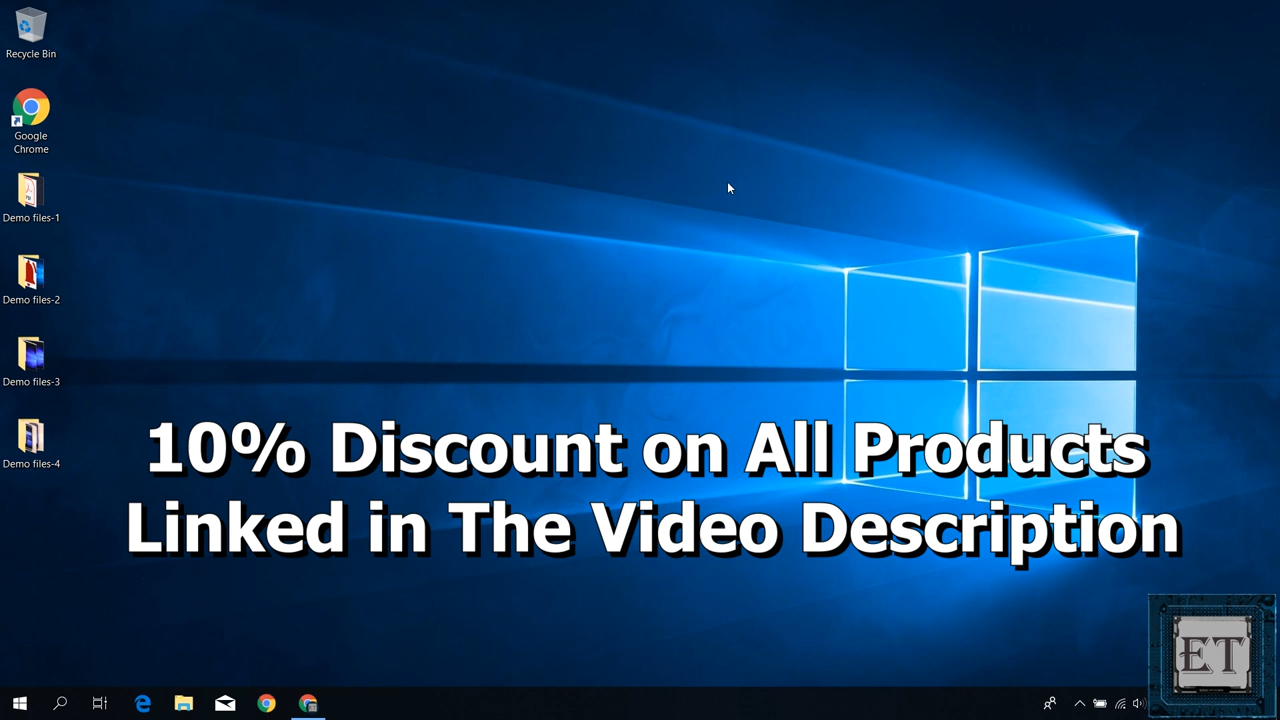 Recycle Bin
Google
Chrome
Demo files-1
Demo files-2
Demo files-3
Demo files-4
10% Discount on All Products
Linked in The Video Description
ET